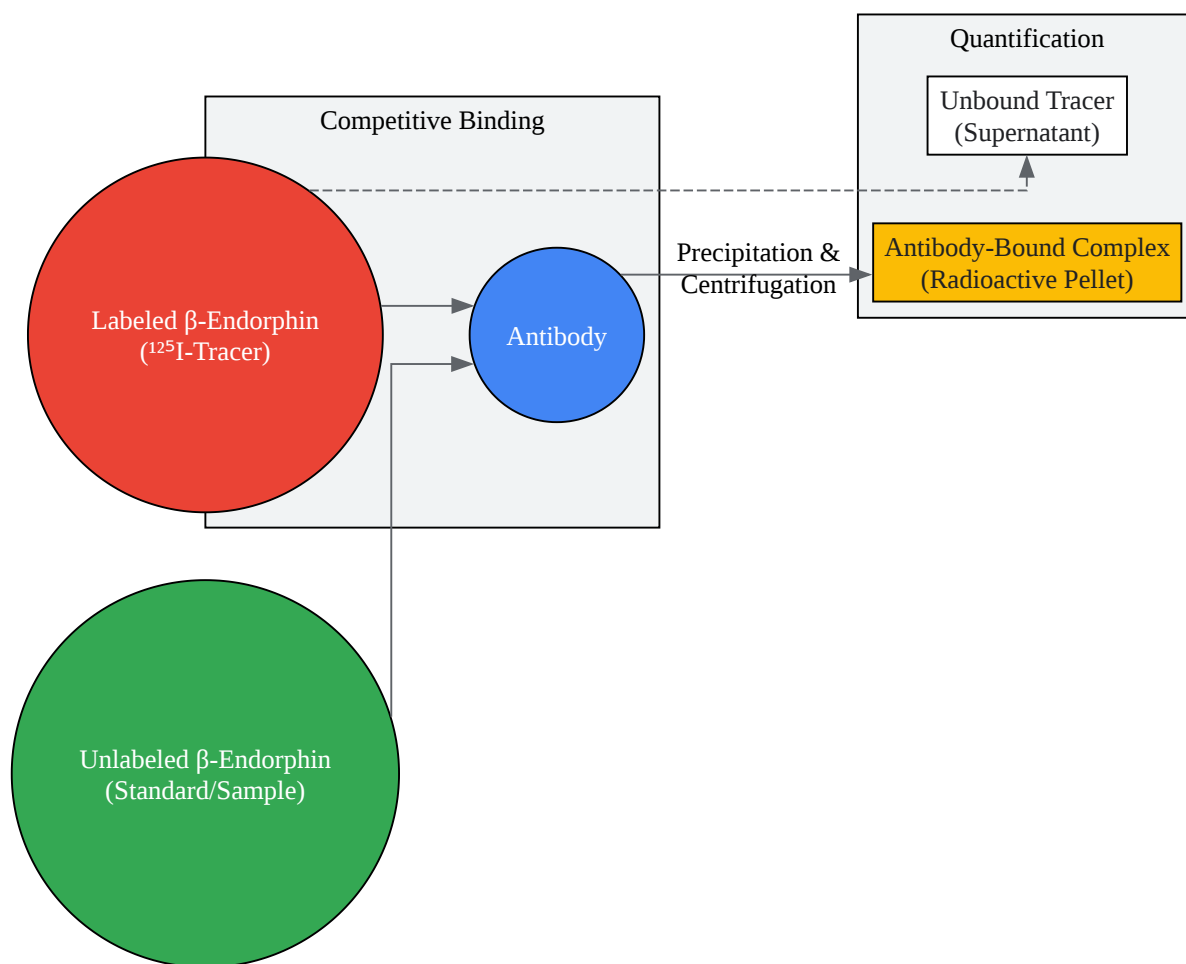 Quantification
Unbound Tracer
(Supernatant)
Competitive Binding
Precipitation &
Centrifugation
Antibody-Bound Complex
(Radioactive Pellet)
Labeled β-Endorphin
(¹²⁵I-Tracer)
Antibody
Unlabeled β-Endorphin
(Standard/Sample)